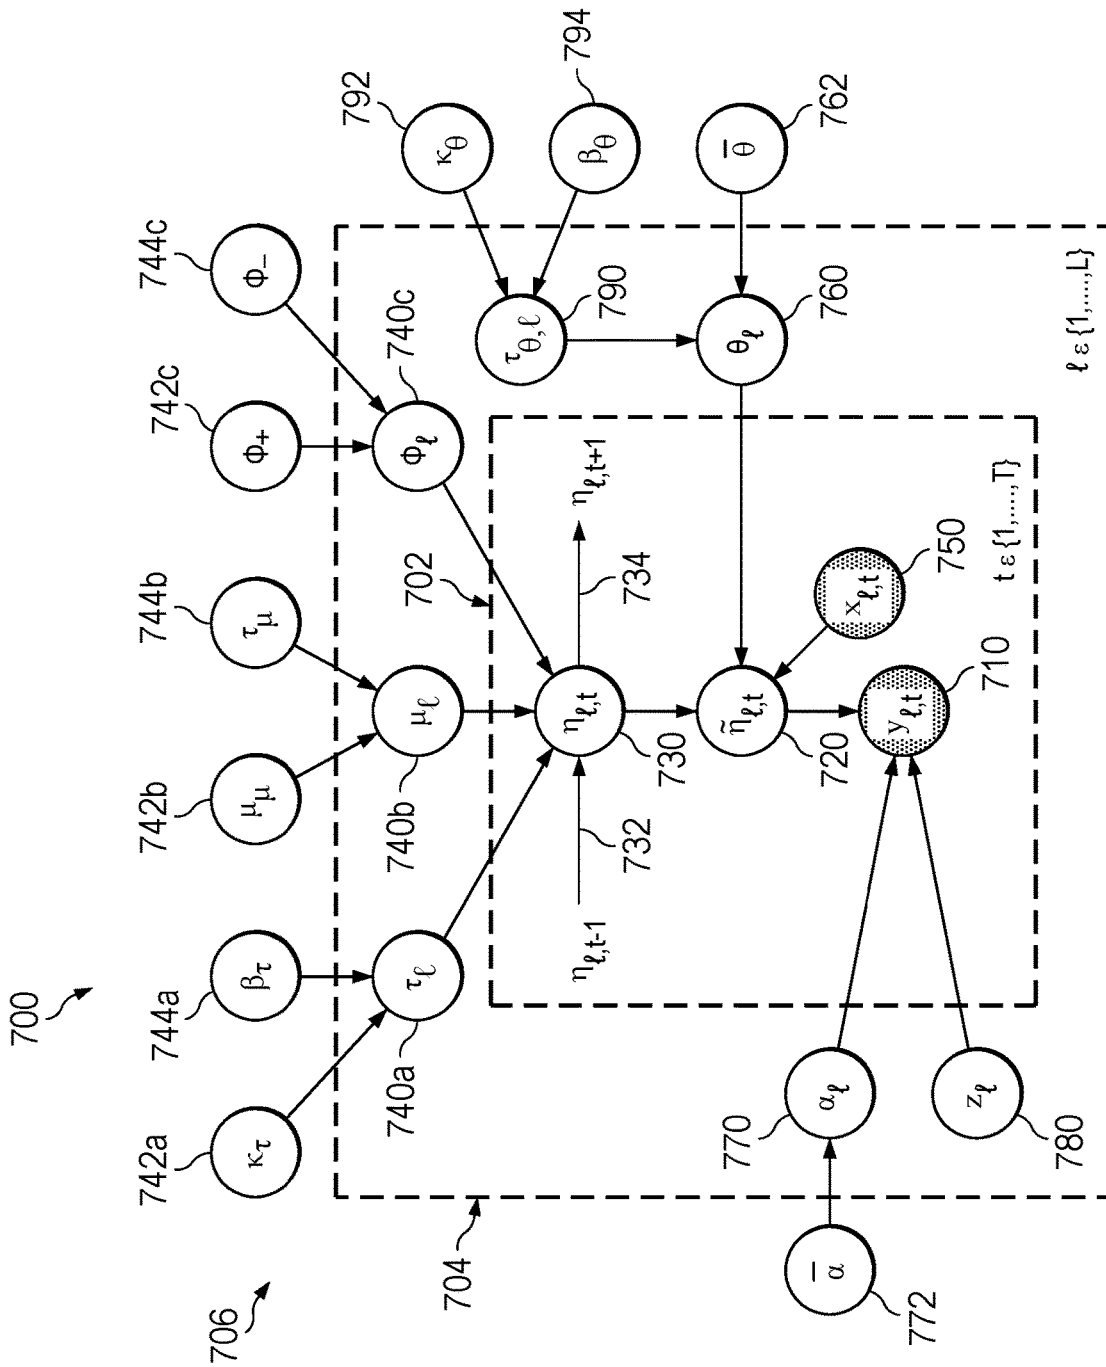 700
706
742a
κτ
744a
βτ
742b
μμ
744b
τμ
742c
ϕ+
744c
ϕ−
792
κθ
794
βθ
704
740a
τℓ
740b
μℓ
702
740c
ϕℓ
τθ,ℓ
790
ηℓ,t-1
732
ηℓ,t
730
734
ηℓ,t+1
θ̄
762
η̃ℓ,t
720
θℓ
760
772
ᾱ
770
αℓ
yℓ,t
710
xℓ,t
750
t ε {1,.....,T}
zℓ
780
ℓ ε {1,.....,L}